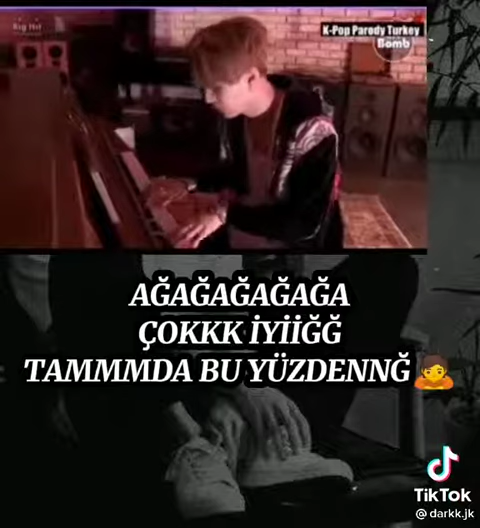 Big Hit
K-Pop Parody Turkey
Bomb
AĞAĞAĞAĞAĞA
ÇOKKK İYİİĞĞ
TAMMMDA BU YÜZDENNĞ🙇
TikTok
@ darkk.jk